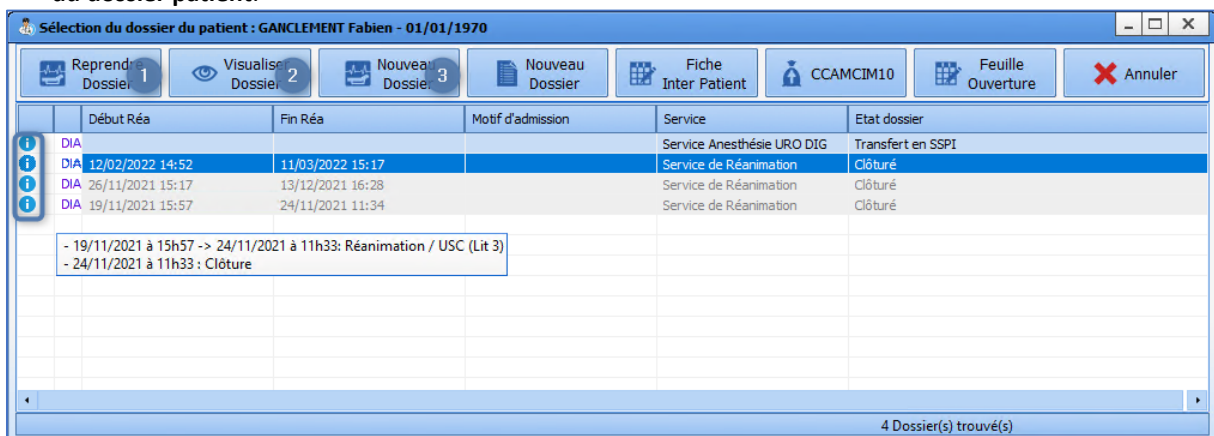 Sélection du dossier du patient : GANCLEMENT Fabien - 01/01/1970
Reprendre Dossier 1
Visualiser Dossier 2
Nouveau Dossier 3
Nouveau Dossier
Fiche Inter Patient
CCAMCIM10
Feuille Ouverture
Annuler
Début Réa Fin Réa Motif d'admission Service Etat dossier
DIA Service Anesthésie URO DIG Transfert en SSPI
DIA 12/02/2022 14:52 11/03/2022 15:17 Service de Réanimation Clôturé
DIA 26/11/2021 15:17 13/12/2021 16:28 Service de Réanimation Clôturé
DIA 19/11/2021 15:57 24/11/2021 11:34 Service de Réanimation Clôturé
- 19/11/2021 à 15h57 -> 24/11/2021 à 11h33: Réanimation / USC (Lit 3)
- 24/11/2021 à 11h33 : Clôture
4 Dossier(s) trouvé(s)